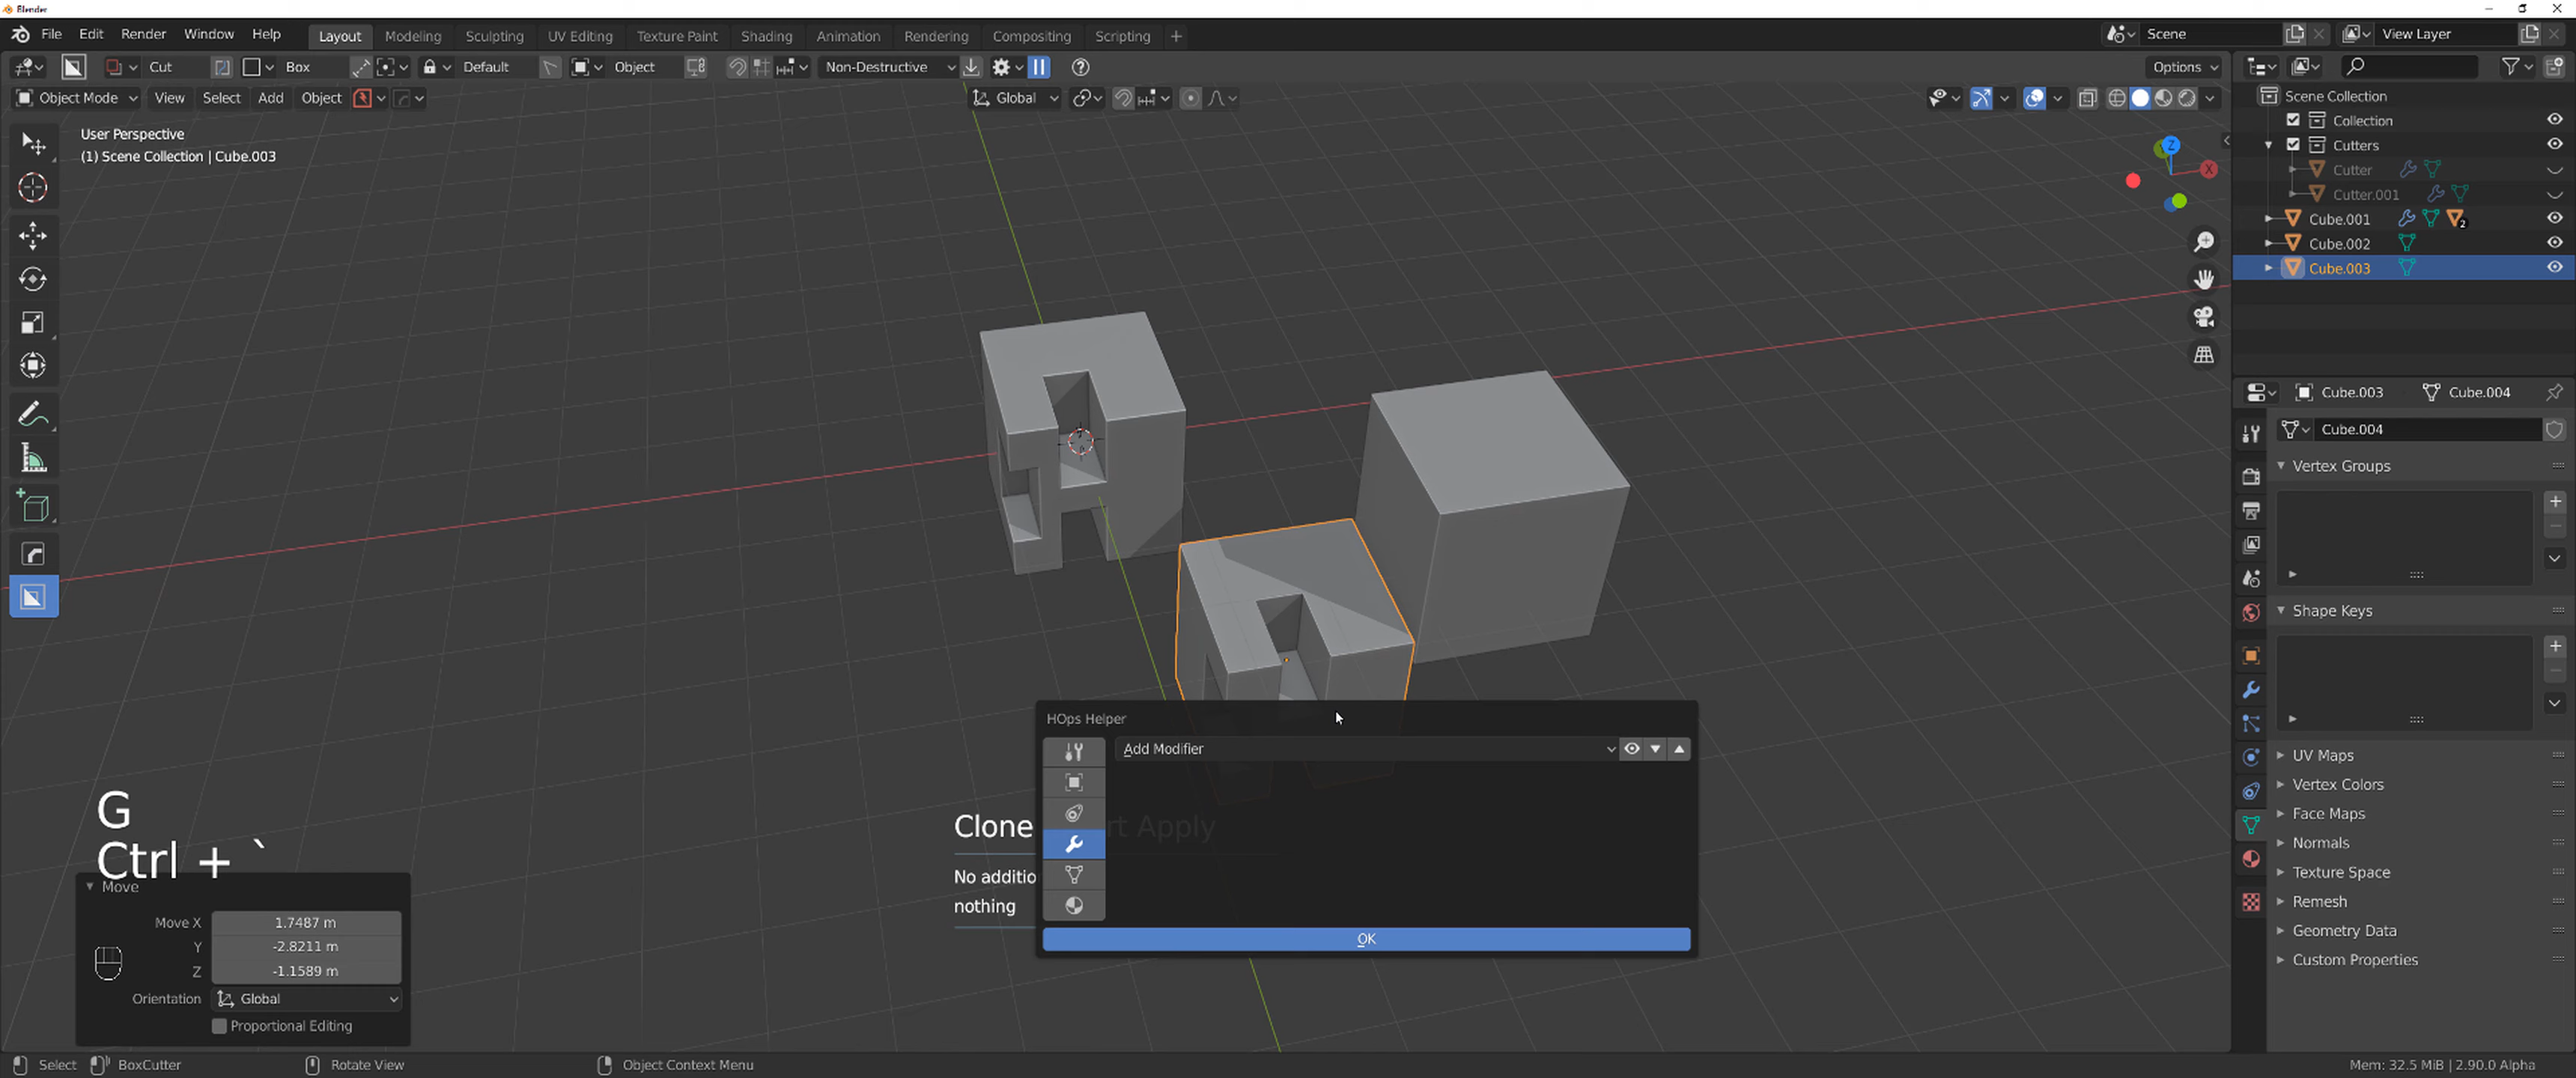 Blender
File Edit Render Window Help Layout Modeling Sculpting UV Editing Texture Paint Shading Animation Rendering Compositing Scripting + Scene View Layer
Cut Box Default Object Non-Destructive Options
Object Mode View Select Add Object Global
User Perspective
(1) Scene Collection | Cube.003
Z
X
Scene Collection
Collection
Cutters
Cutter
Cutter.001
Cube.001 2
Cube.002
Cube.003
Cube.003 Cube.004
Cube.004
Vertex Groups
Shape Keys
UV Maps
Vertex Colors
Face Maps
Normals
Texture Space
Remesh
Geometry Data
Custom Properties
HOps Helper
Add Modifier
OK
Clone rt Apply
No additio
nothing
G
Ctrl + `
Move
Move X 1.7487 m
Y -2.8211 m
Z -1.1589 m
Orientation Global
Proportional Editing
Select BoxCutter Rotate View Object Context Menu Mem: 32.5 MiB | 2.90.0 Alpha